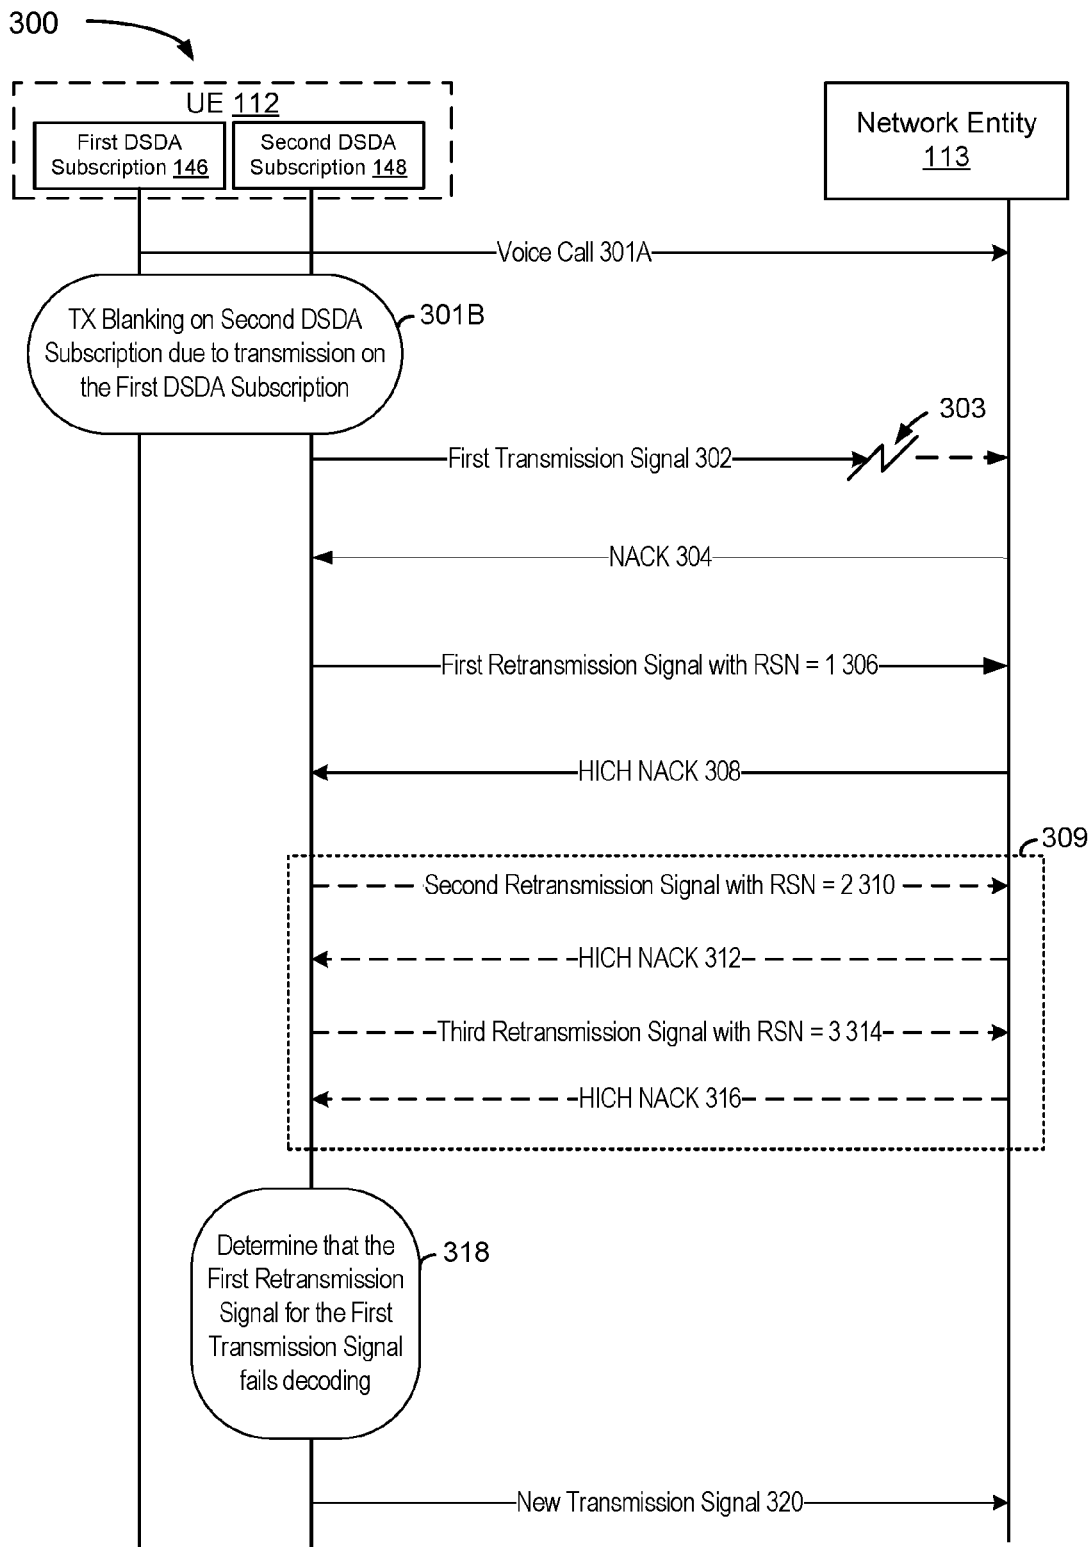 300
UE 112
First DSDA
Subscription 146
Second DSDA
Subscription 148
Network Entity
113
Voice Call 301A
TX Blanking on Second DSDA
Subscription due to transmission on
the First DSDA Subscription
301B
303
First Transmission Signal 302
NACK 304
First Retransmission Signal with RSN = 1 306
HICH NACK 308
309
Second Retransmission Signal with RSN = 2 310
HICH NACK 312
Third Retransmission Signal with RSN = 3 314
HICH NACK 316
Determine that the
First Retransmission
Signal for the First
Transmission Signal
fails decoding
318
New Transmission Signal 320